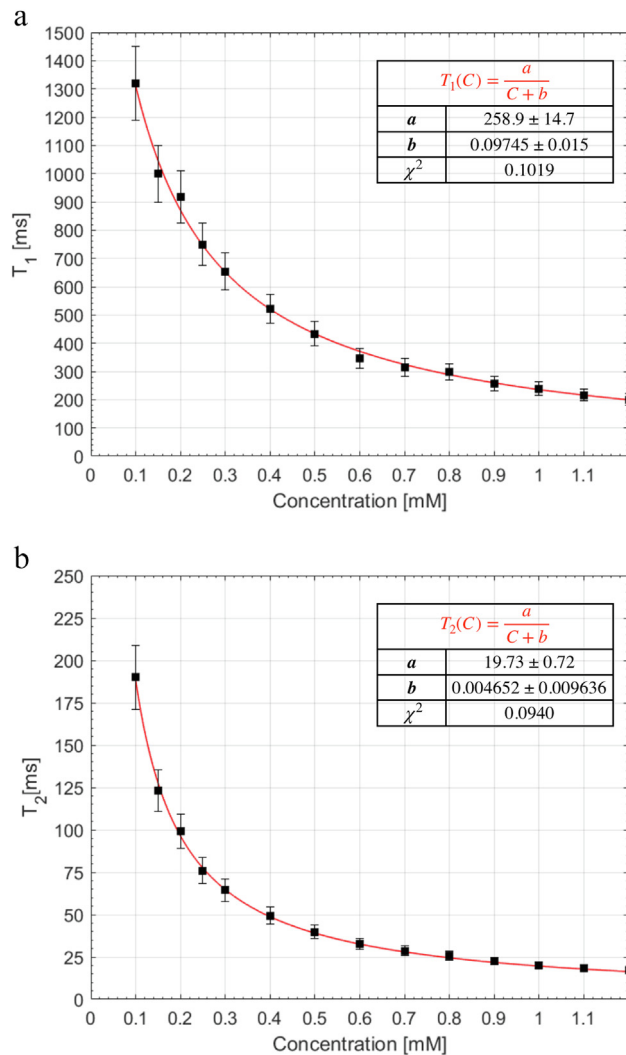 a
1500
1400
1300
1200
1100
1000
900
800
700
600
500
400
300
200
100
0
T1 [ms]
T1(C) = a / (C + b)
a 258.9 ± 14.7
b 0.09745 ± 0.015
χ² 0.1019
0 0.1 0.2 0.3 0.4 0.5 0.6 0.7 0.8 0.9 1 1.1
Concentration [mM]
b
250
225
200
175
150
125
100
75
50
25
0
T2[ms]
T2(C) = a / (C + b)
a 19.73 ± 0.72
b 0.004652 ± 0.009636
χ² 0.0940
0 0.1 0.2 0.3 0.4 0.5 0.6 0.7 0.8 0.9 1 1.1
Concentration [mM]